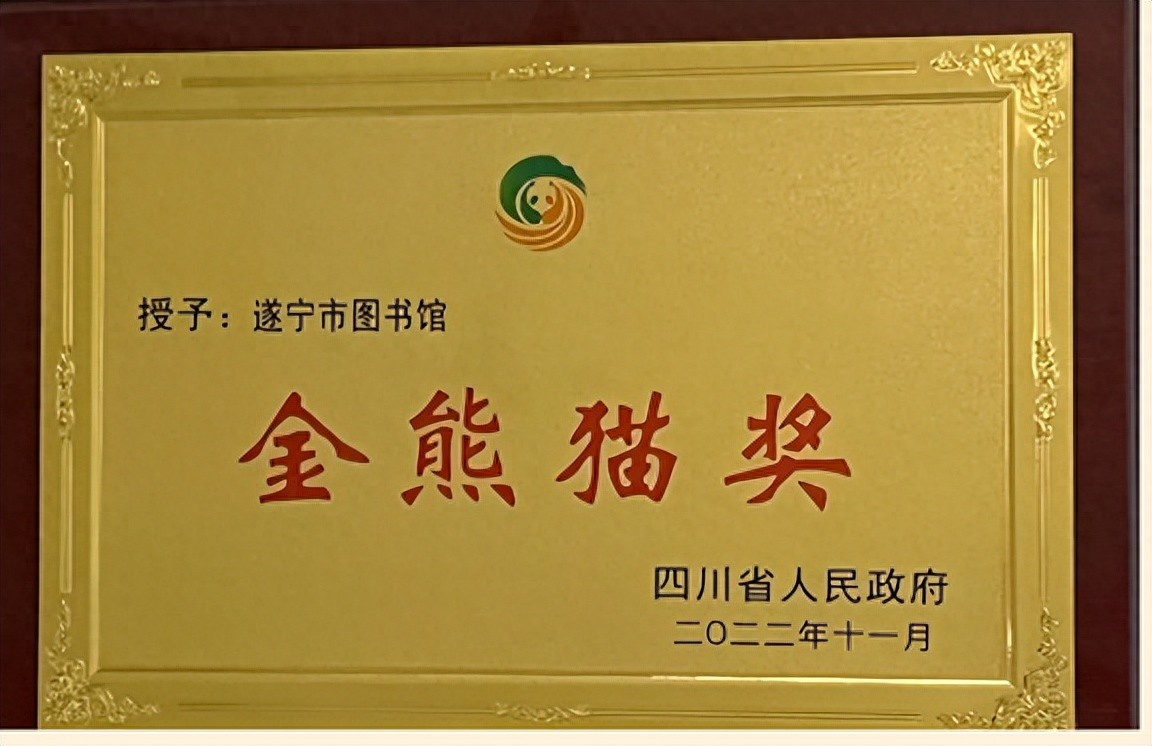 授予：遂宁市图书馆
金熊猫奖
四川省人民政府
二〇二二年十一月